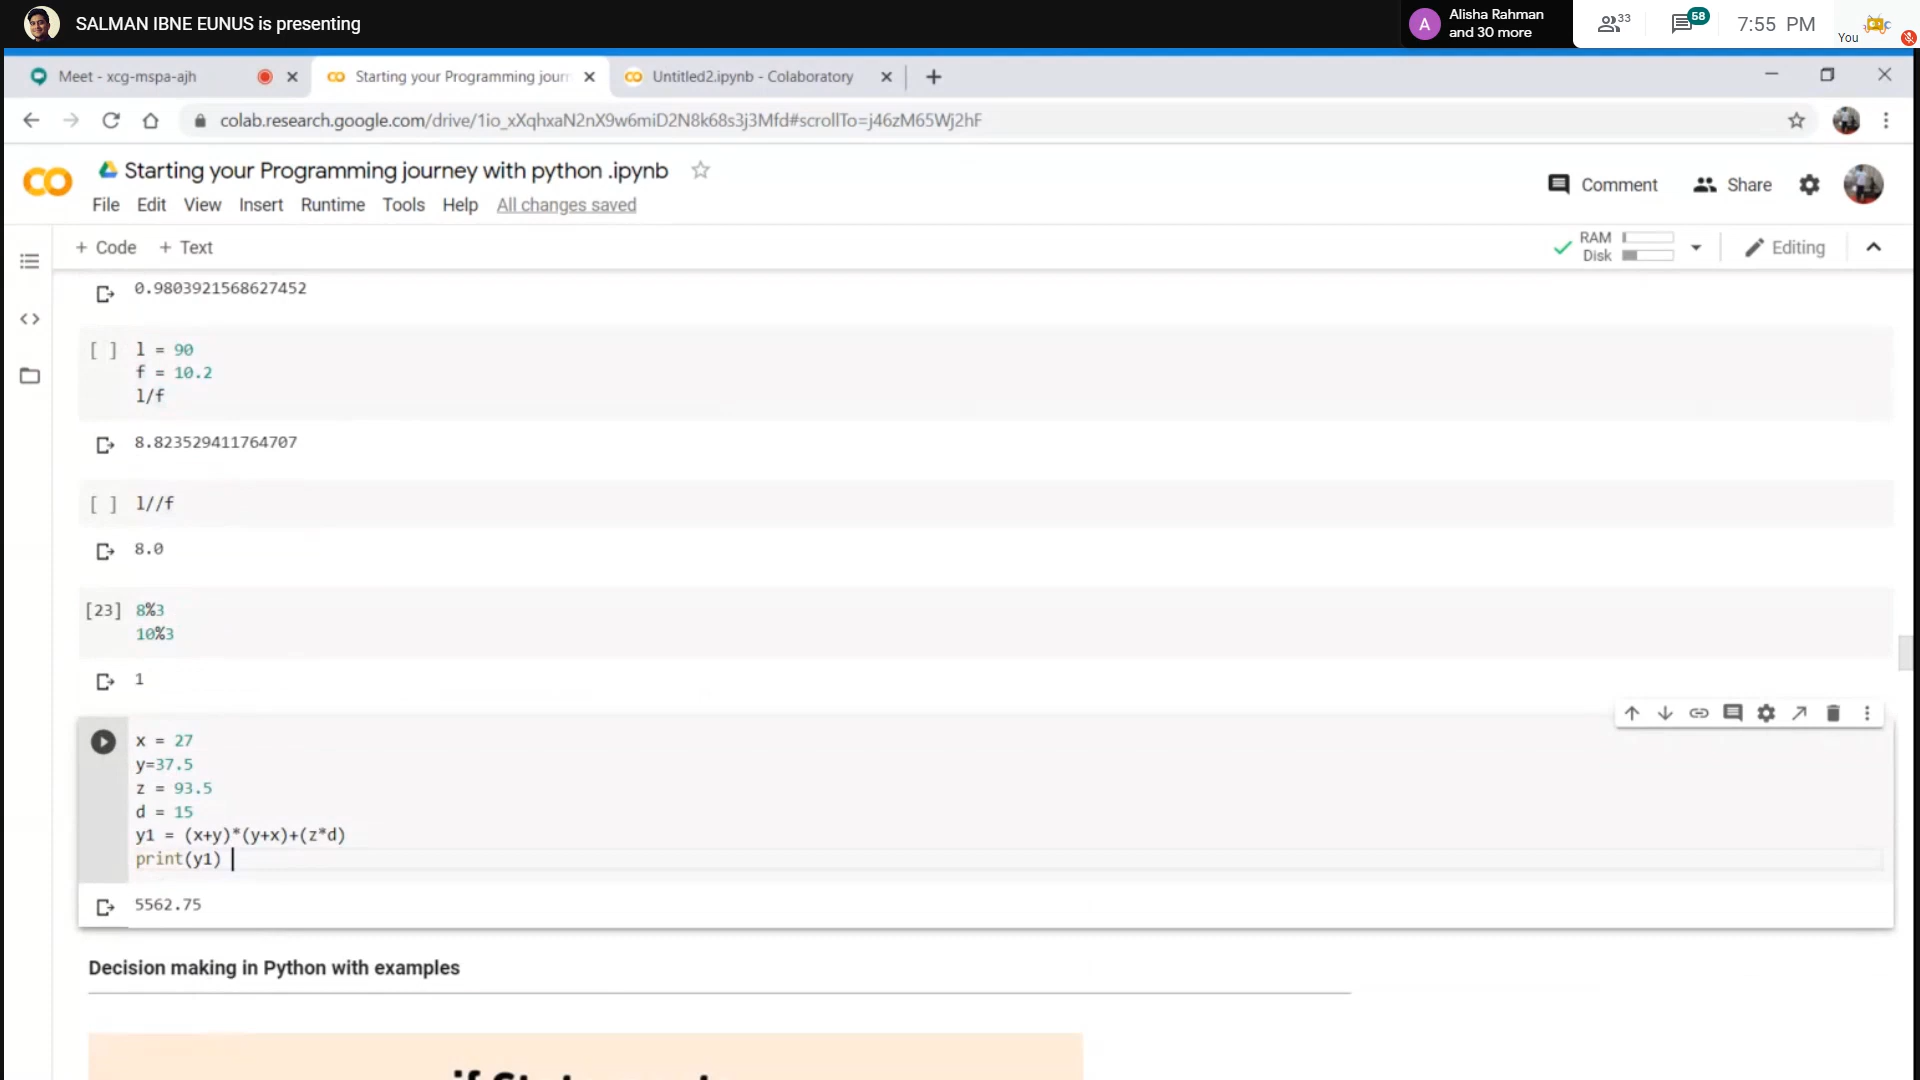 SALMAN IBNE EUNUS is presenting
A
Alisha Rahman
and 30 more
33
58
7:55 PM
You
Meet - xcg-mspa-ajh
Starting your Programming jour
Untitled2.ipynb - Colaboratory
colab.research.google.com/drive/1io_xXqhxaN2nX9w6miD2N8k68s3j3Mfd#scrollTo=j46zM65Wj2hF
Starting your Programming journey with python .ipynb
Comment
Share
File Edit View Insert Runtime Tools Help All changes saved
+ Code + Text
RAM
Disk
Editing
0.9803921568627452
[ ] l = 90
f = 10.2
l/f
8.823529411764707
[ ] l//f
8.0
[23] 8%3
10%3
1
x = 27
y=37.5
z = 93.5
d = 15
y1 = (x+y)*(y+x)+(z*d)
print(y1)
5562.75
Decision making in Python with examples
if Statement